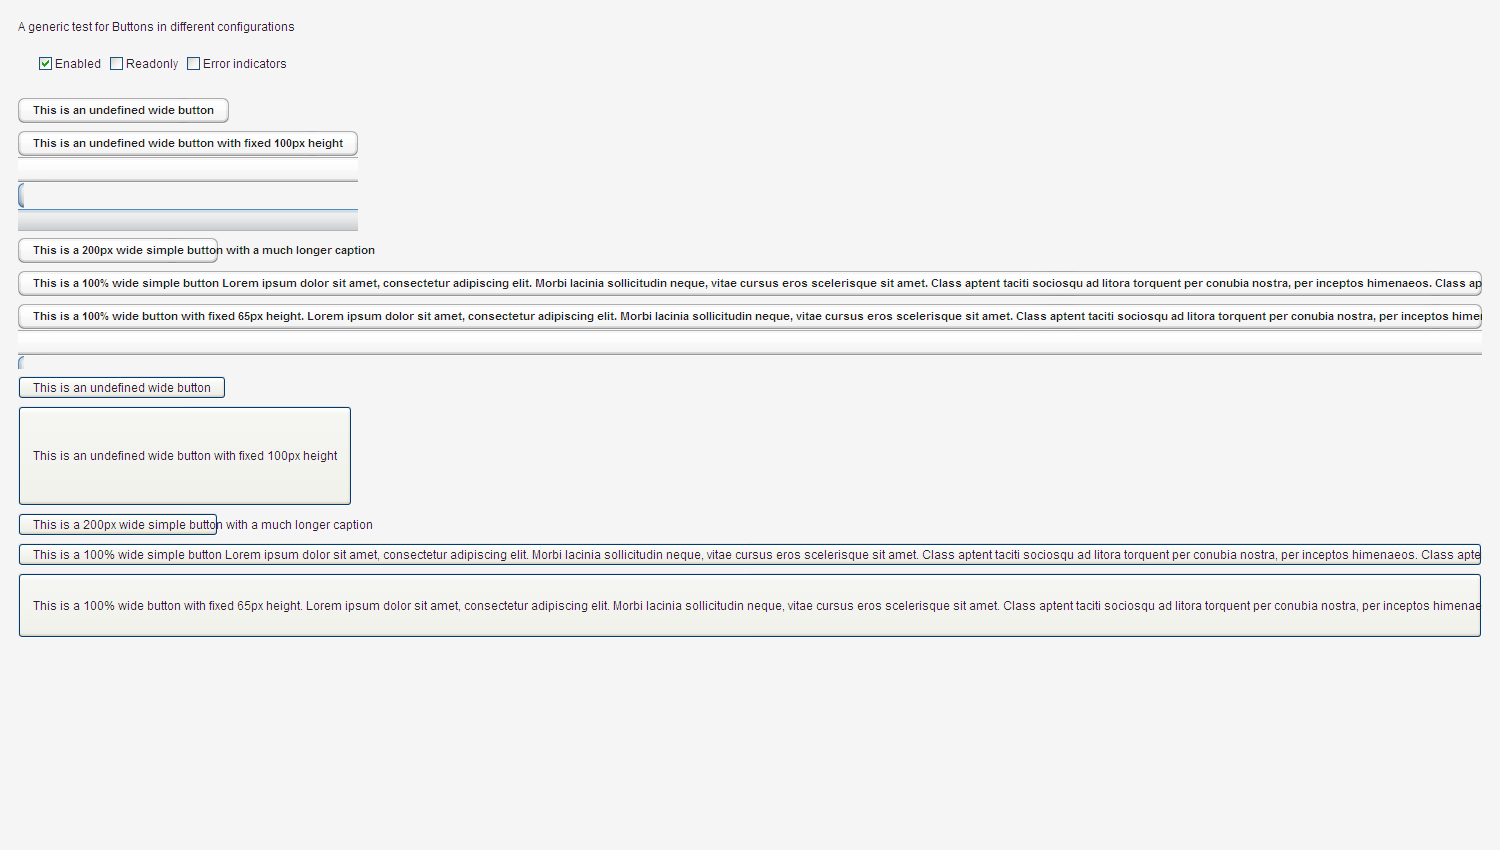 A generic test for Buttons in different configurations
Enabled Readonly Error indicators
This is an undefined wide button
This is an undefined wide button with fixed 100px height
This is a 200px wide simple button with a much longer caption
This is a 100% wide simple button Lorem ipsum dolor sit amet, consectetur adipiscing elit. Morbi lacinia sollicitudin neque, vitae cursus eros scelerisque sit amet. Class aptent taciti sociosqu ad litora torquent per conubia nostra, per inceptos himenaeos. Class ap
This is a 100% wide button with fixed 65px height. Lorem ipsum dolor sit amet, consectetur adipiscing elit. Morbi lacinia sollicitudin neque, vitae cursus eros scelerisque sit amet. Class aptent taciti sociosqu ad litora torquent per conubia nostra, per inceptos hime
This is an undefined wide button
This is an undefined wide button with fixed 100px height
This is a 200px wide simple button with a much longer caption
This is a 100% wide simple button Lorem ipsum dolor sit amet, consectetur adipiscing elit. Morbi lacinia sollicitudin neque, vitae cursus eros scelerisque sit amet. Class aptent taciti sociosqu ad litora torquent per conubia nostra, per inceptos himenaeos. Class apte
This is a 100% wide button with fixed 65px height. Lorem ipsum dolor sit amet, consectetur adipiscing elit. Morbi lacinia sollicitudin neque, vitae cursus eros scelerisque sit amet. Class aptent taciti sociosqu ad litora torquent per conubia nostra, per inceptos himenae